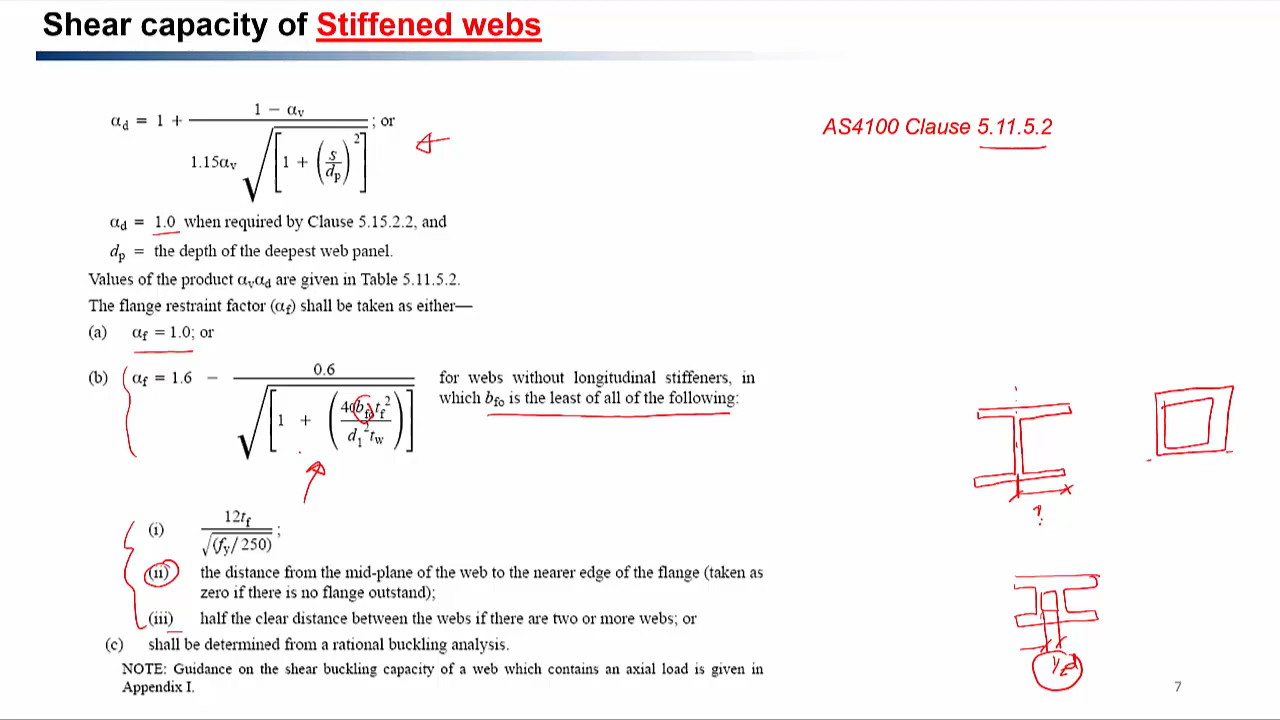 Shear capacity of Stiffened webs
AS4100 Clause 5.11.5.2
αd = 1 + (1 − αv) / (1.15αv √[1 + (s/dp)²]) ; or
αd = 1.0 when required by Clause 5.15.2.2, and
dp = the depth of the deepest web panel.
Values of the product αvαd are given in Table 5.11.5.2.
The flange restraint factor (αf) shall be taken as either—
(a) αf = 1.0; or
(b) αf = 1.6 − 0.6 / √[1 + (40bfo tf² / d1² tw)] for webs without longitudinal stiffeners, in
which bfo is the least of all of the following:
(i) 12tf / √(fy/250) ;
(ii) the distance from the mid-plane of the web to the nearer edge of the flange (taken as
zero if there is no flange outstand);
(iii) half the clear distance between the webs if there are two or more webs; or
(c) shall be determined from a rational buckling analysis.
NOTE: Guidance on the shear buckling capacity of a web which contains an axial load is given in
Appendix I.
?
1/2d
7